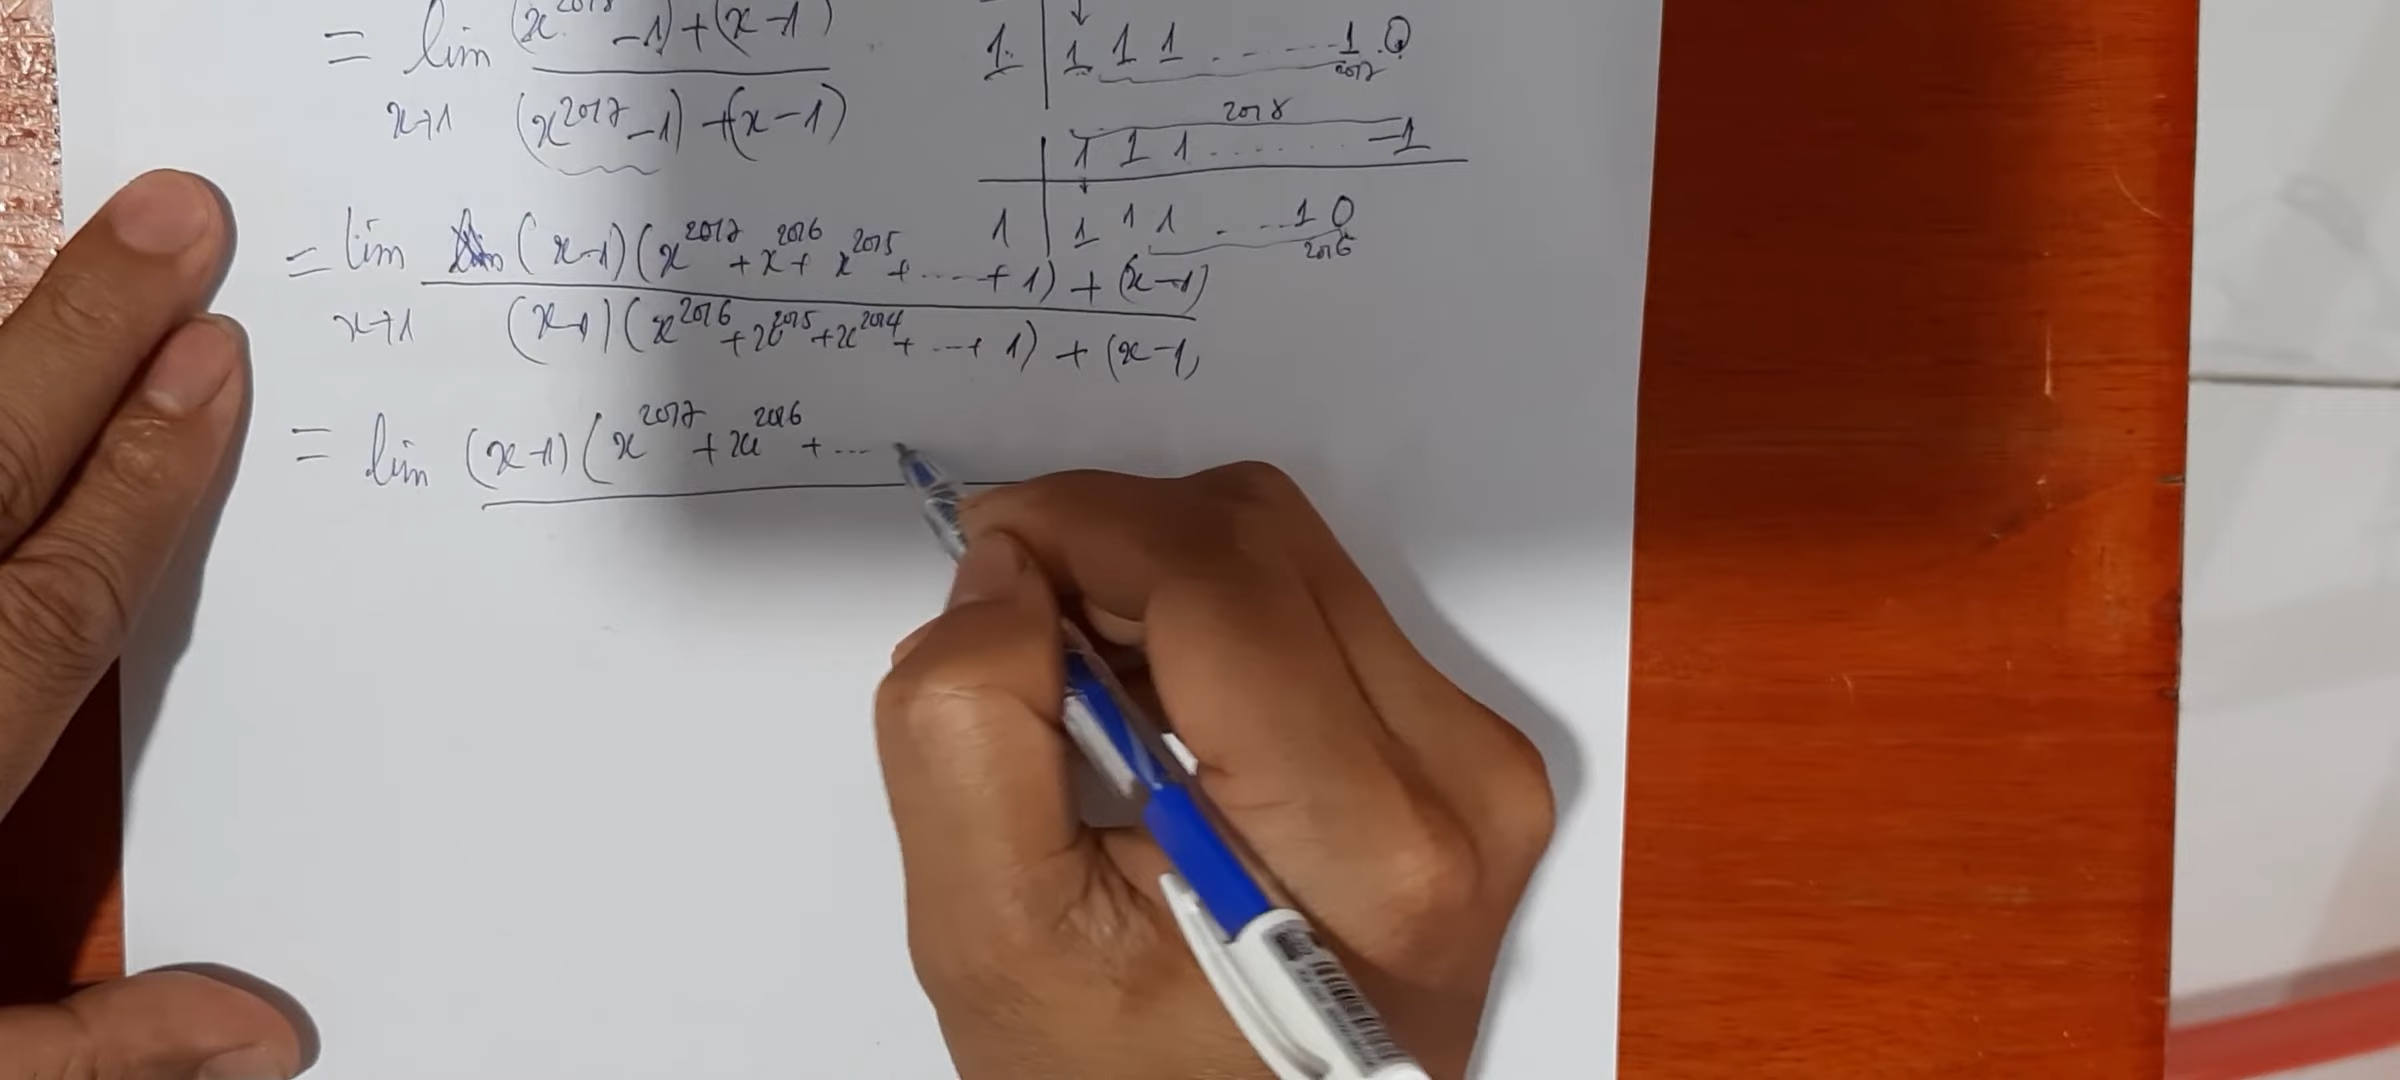 = lim (x^2018 - 1) + (x - 1)
x→1 (x^2017 - 1) + (x - 1)
1 | 1 1 1 . ...... 1 0
2017
2018
1 1 1 ....... -1
1 | 1 1 1 . ... 1 0
2016
= lim (x-1)(x^2017 + x^2016 + x^2015 + .... + 1) + (x-1)
x→1 (x-1)(x^2016 + x^2015 + x^2014 + ... + 1) + (x-1)
= lim (x-1)(x^2017 + x^2016 + ....